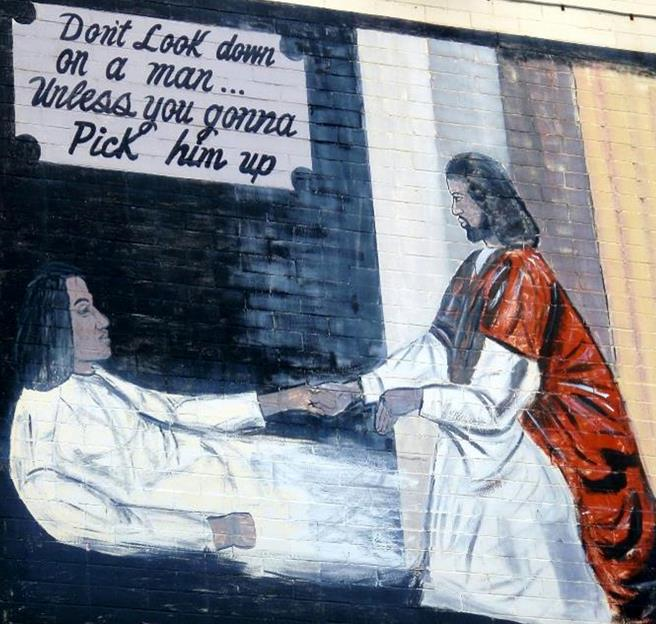 Don't Look down
on a man...
Unless you gonna
Pick him up